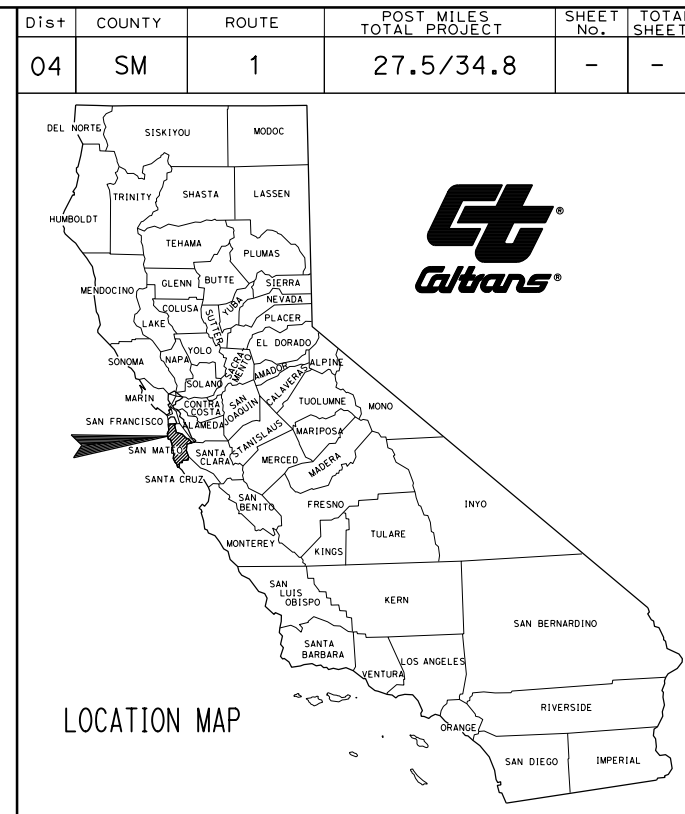 Dist COUNTY ROUTE POST MILES TOTAL PROJECT SHEET No. TOTAL SHEET
04 SM 1 27.5/34.8 - -
DEL NORTE
SISKIYOU
MODOC
TRINITY
SHASTA
LASSEN
HUMBOLDT
TEHAMA
PLUMAS
Caltrans®
MENDOCINO
GLENN
BUTTE
SIERRA
YUBA
NEVADA
COLUSA
SUTTER
PLACER
LAKE
EL DORADO
YOLO
SONOMA
NAPA
SACRAMENTO
AMADOR
ALPINE
SOLANO
CALAVERAS
MARIN
CONTRA COSTA
SAN JOAQUIN
TUOLUMNE
MONO
SAN FRANCISCO
ALAMEDA
STANISLAUS
MARIPOSA
SAN MATEO
SANTA CLARA
MERCED
MADERA
SANTA CRUZ
SAN BENITO
FRESNO
INYO
TULARE
MONTEREY
KINGS
SAN LUIS OBISPO
KERN
SAN BERNARDINO
SANTA BARBARA
VENTURA
LOS ANGELES
LOCATION MAP
RIVERSIDE
ORANGE
SAN DIEGO
IMPERIAL